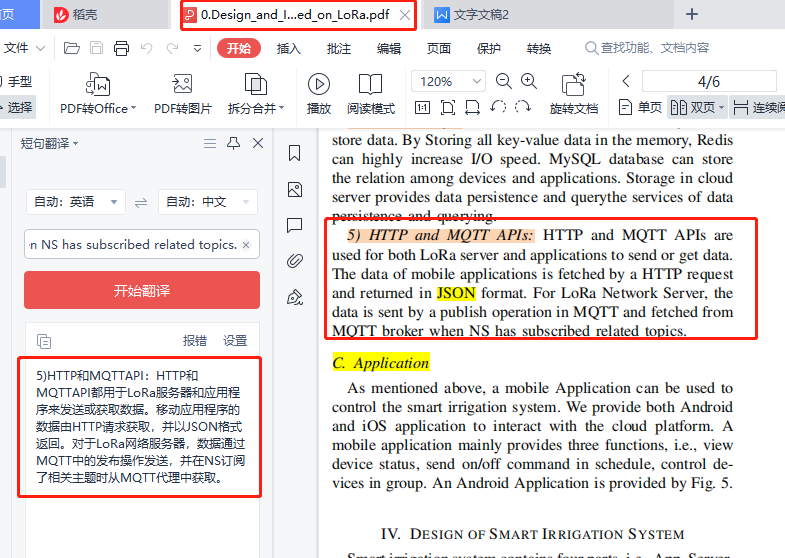 页
稻壳
0.Design_and_I...ed_on_LoRa.pdf
文字文稿2
文件
开始
插入
批注
编辑
页面
保护
转换
查找功能、文档内容
手型
选择
PDF转Office
PDF转图片
拆分合并
播放
阅读模式
120%
旋转文档
4/6
单页
双页
连续阅
短句翻译
自动：英语
自动：中文
n NS has subscribed related topics.
开始翻译
报错
设置
5)HTTP和MQTTAPI：HTTP和
MQTTAPI都用于LoRa服务器和应用程
序来发送或获取数据。移动应用程序的
数据由HTTP请求获取，并以JSON格式
返回。对于LoRa网络服务器，数据通过
MQTT中的发布操作发送，并在NS订阅
了相关主题时从MQTT代理中获取。
store data. By Storing all key-value data in the memory, Redis
can highly increase I/O speed. MySQL database can store
the relation among devices and applications. Storage in cloud
server provides data persistence and querythe services of data
persistence and querying.
5) HTTP and MQTT APIs: HTTP and MQTT APIs are
used for both LoRa server and applications to send or get data.
The data of mobile applications is fetched by a HTTP request
and returned in JSON format. For LoRa Network Server, the
data is sent by a publish operation in MQTT and fetched from
MQTT broker when NS has subscribed related topics.
C. Application
As mentioned above, a mobile Application can be used to
control the smart irrigation system. We provide both Android
and iOS application to interact with the cloud platform. A
mobile application mainly provides three functions, i.e., view
device status, send on/off command in schedule, control de-
vices in group. An Android Application is provided by Fig. 5.
IV. DESIGN OF SMART IRRIGATION SYSTEM
Smart irrigation system contains four parts, i.e., App, Server,